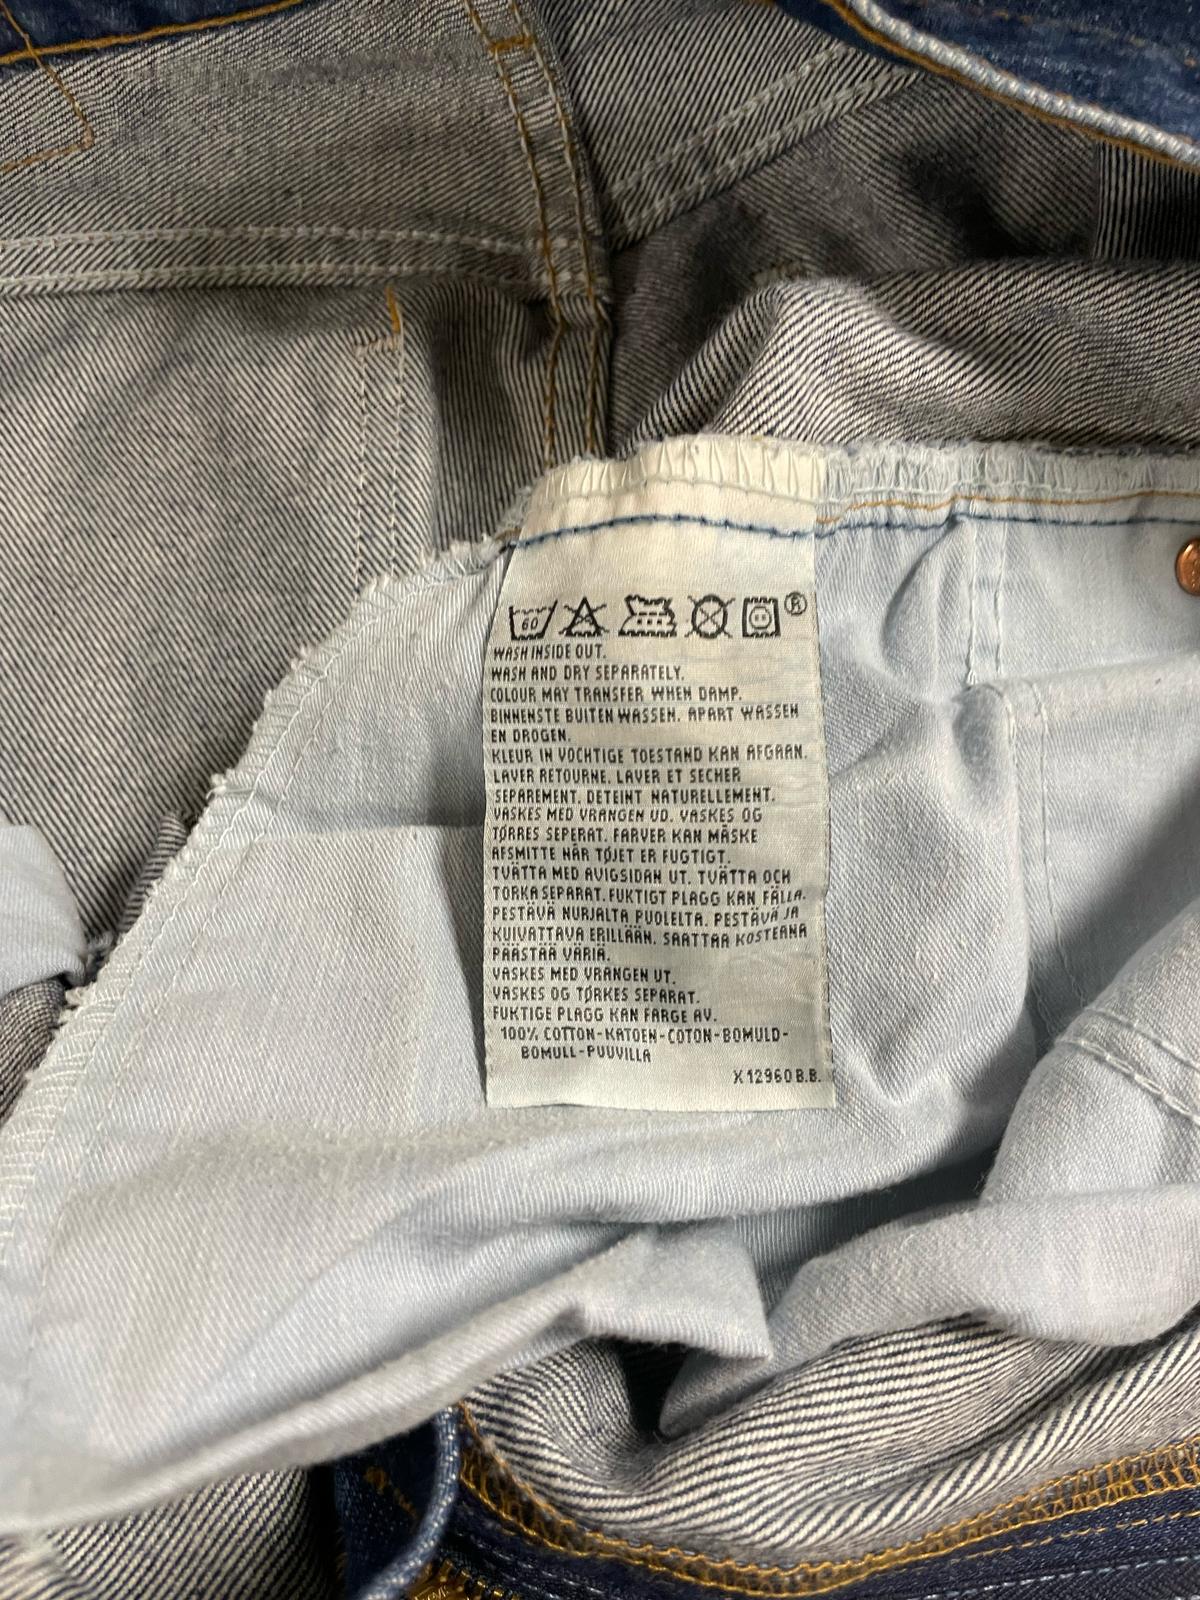 60 ®
WASH INSIDE OUT.
WASH AND DRY SEPARATELY.
COLOUR MAY TRANSFER WHEN DAMP.
BINNENSTE BUITEN WASSEN. APART WASSEN
EN DROGEN.
KLEUR IN VOCHTIGE TOESTAND KAN AFGAAN.
LAVER RETOURNE. LAVER ET SECHER
SEPAREMENT. DETEINT NATURELLEMENT.
VASKES MED VRANGEN UD. VASKES OG
TØRRES SEPERAT. FARVER KAN MÅSKE
AFSMITTE NÅR TØJET ER FUGTIGT.
TVÄTTA MED AVIGSIDAN UT. TVÄTTA OCH
TORKA SEPARAT. FUKTIGT PLAGG KAN FÄLLA.
PESTÄVÄ NURJALTA PUOLELTA. PESTÄVÄ JA
KUIVATTAVA ERILLÄÄN. SAATTAA KOSTEANA
PÄÄSTÄÄ VÄRIÄ.
VASKES MED VRANGEN UT.
VASKES OG TØRKES SEPARAT.
FUKTIGE PLAGG KAN FARGE AV.
100% COTTON-KATOEN-COTON-BOMULD-
BOMULL-PUUVILLA
X12960B.B.